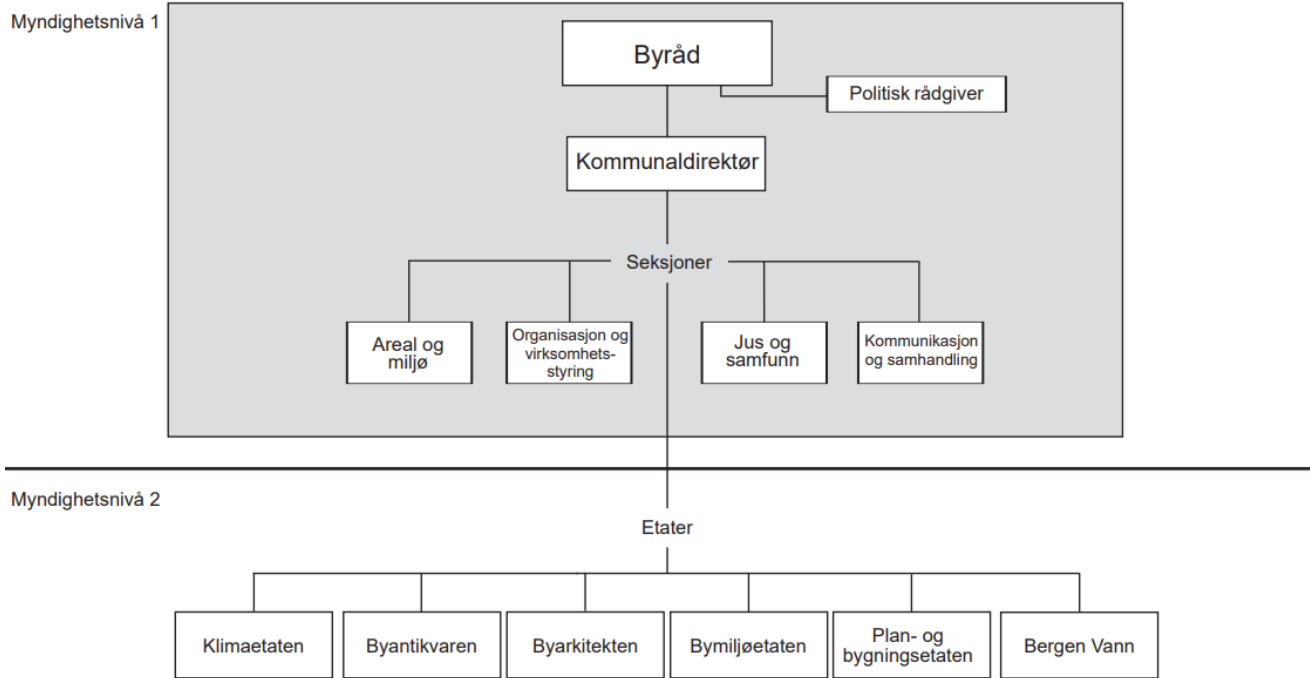 Myndighetsnivå 1
Byråd
Politisk rådgiver
Kommunaldirektør
Seksjoner
Areal og
miljø
Organisasjon og
virksomhets-
styring
Jus og
samfunn
Kommunikasjon
og samhandling
Myndighetsnivå 2
Etater
Klimaetaten
Byantikvaren
Byarkitekten
Bymiljøetaten
Plan- og
bygningsetaten
Bergen Vann